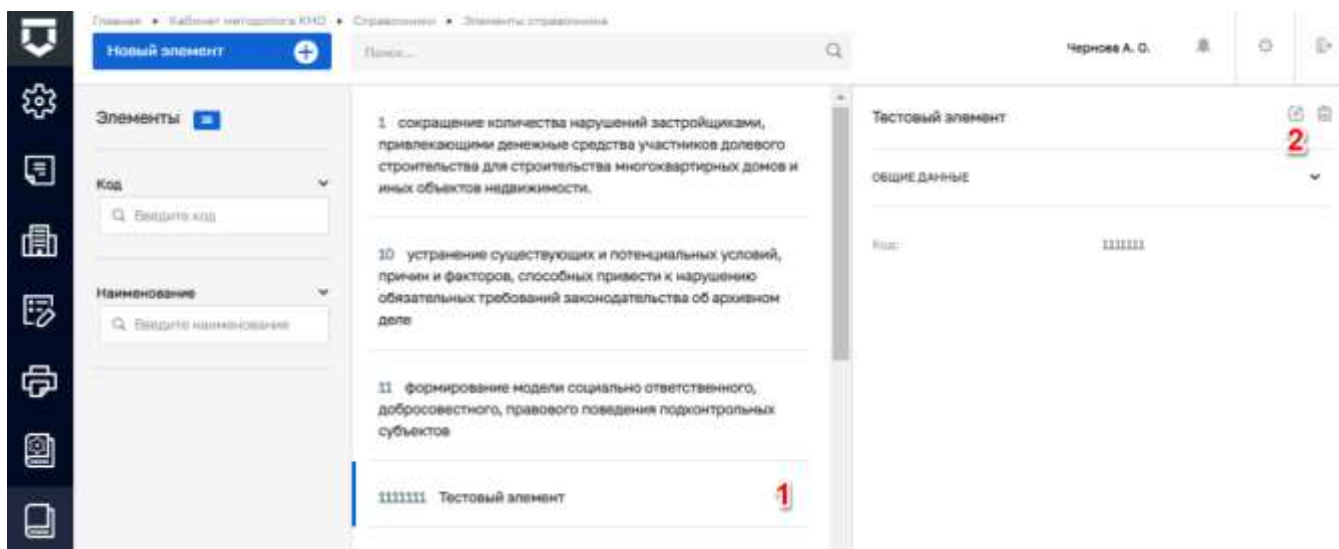 Главная • Кабинет методолога КНО • Справочники • Элементы справочника
Новый элемент
Поиск...
Чернова А. О.
Элементы
Код
Введите код
Наименование
Введите наименование
1 сокращение количества нарушений застройщиками,
привлекающими денежные средства участников долевого
строительства для строительства многоквартирных домов и
иных объектов недвижимости.
10 устранение существующих и потенциальных условий,
причин и факторов, способных привести к нарушению
обязательных требований законодательства об архивном
деле
11 формирование модели социально ответственного,
добросовестного, правового поведения подконтрольных
субъектов
1111111 Тестовый элемент
1
Тестовый элемент
2
ОБЩИЕ ДАННЫЕ
Код: 1111111